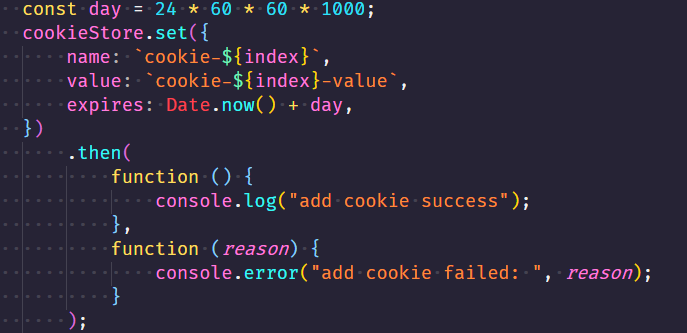 const day = 24 * 60 * 60 * 1000;
cookieStore.set({
name: `cookie-${index}`,
value: `cookie-${index}-value`,
expires: Date.now() + day,
})
.then(
function () {
console.log("add cookie success");
},
function (reason) {
console.error("add cookie failed: ", reason);
}
);